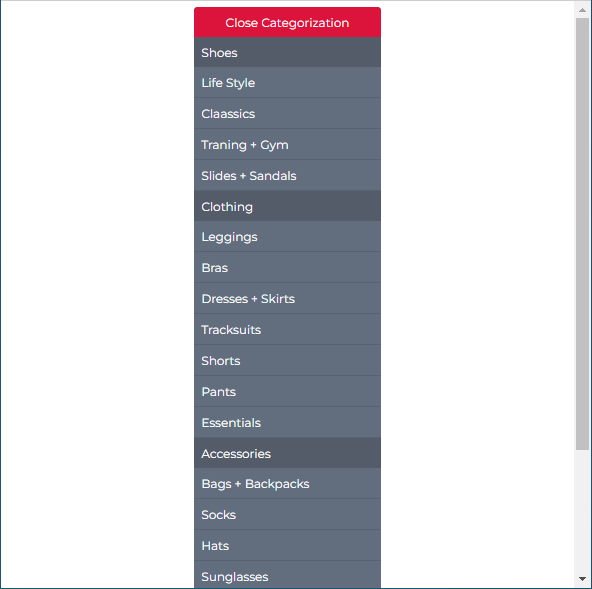 Close Categorization
Shoes
Life Style
Claassics
Traning + Gym
Slides + Sandals
Clothing
Leggings
Bras
Dresses + Skirts
Tracksuits
Shorts
Pants
Essentials
Accessories
Bags + Backpacks
Socks
Hats
Sunglasses